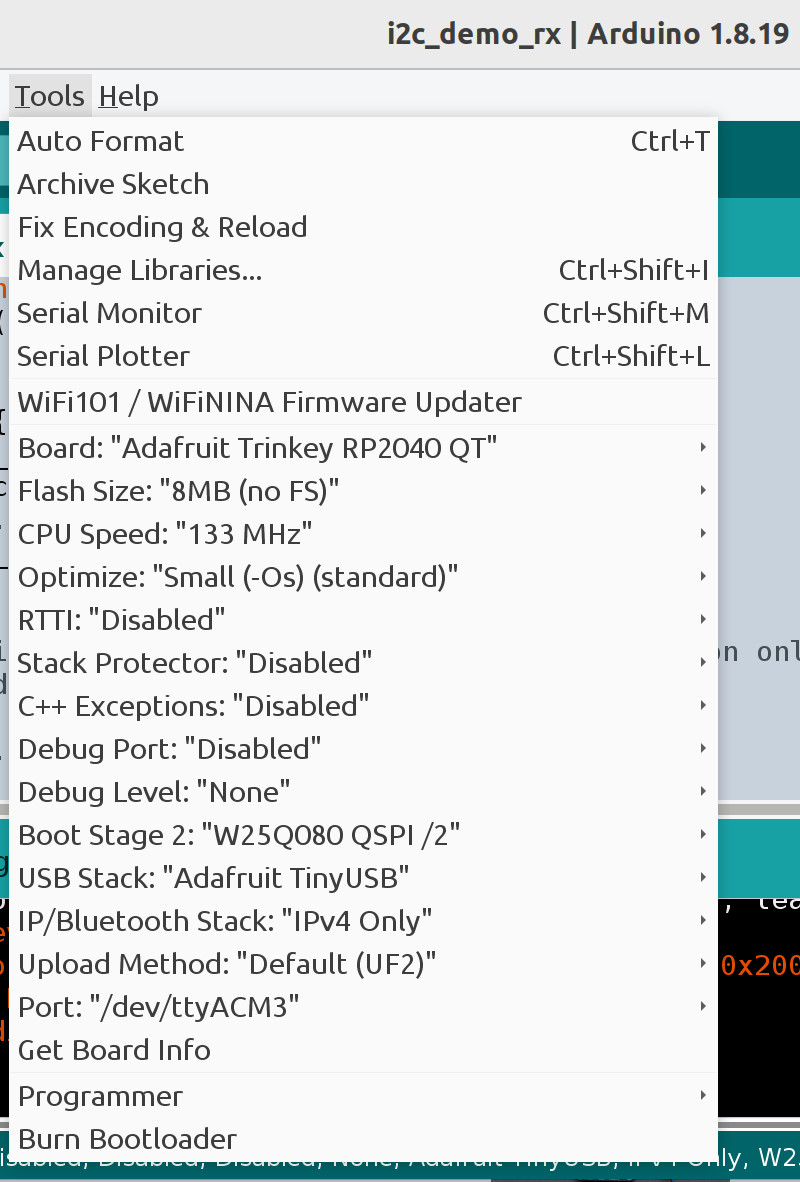 i2c_demo_rx | Arduino 1.8.19
Tools Help
Auto Format Ctrl+T
Archive Sketch
Fix Encoding & Reload
Manage Libraries... Ctrl+Shift+I
Serial Monitor Ctrl+Shift+M
Serial Plotter Ctrl+Shift+L
WiFi101 / WiFiNINA Firmware Updater
Board: "Adafruit Trinkey RP2040 QT"
Flash Size: "8MB (no FS)"
CPU Speed: "133 MHz"
Optimize: "Small (-Os) (standard)"
RTTI: "Disabled"
Stack Protector: "Disabled"
C++ Exceptions: "Disabled"
Debug Port: "Disabled"
Debug Level: "None"
Boot Stage 2: "W25Q080 QSPI /2"
USB Stack: "Adafruit TinyUSB"
IP/Bluetooth Stack: "IPv4 Only"
Upload Method: "Default (UF2)"
0x200
Port: "/dev/ttyACM3"
Get Board Info
Programmer
Burn Bootloader
Disabled, Disabled, None, Adafruit TinyUSB, IPv4 Only, W2